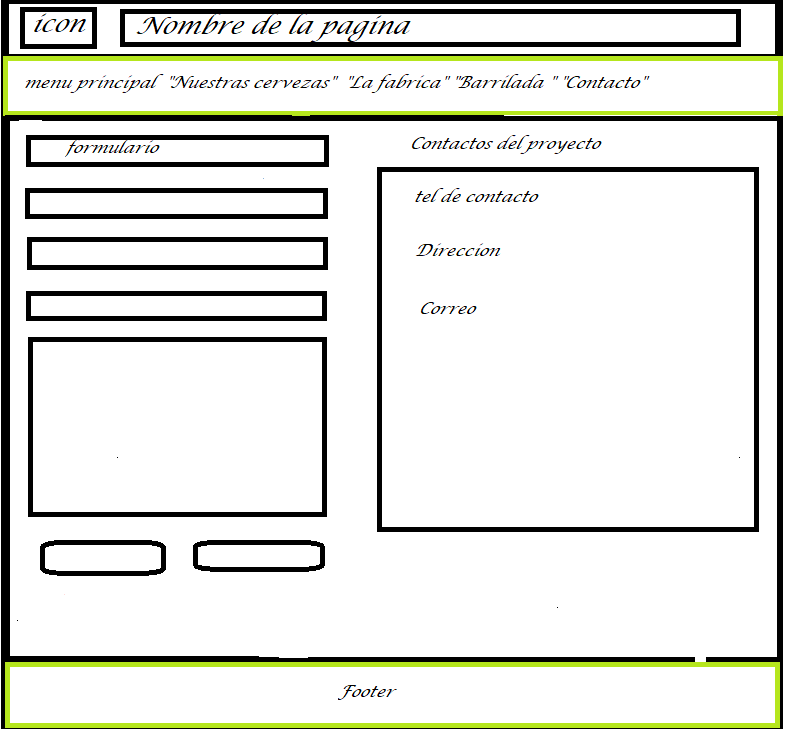 icon
Nombre de la pagina
menu principal "Nuestras cervezas" "La fabrica" "Barrilada " "Contacto"
formulario
Contactos del proyecto
tel de contacto
Direccion
Correo
Footer